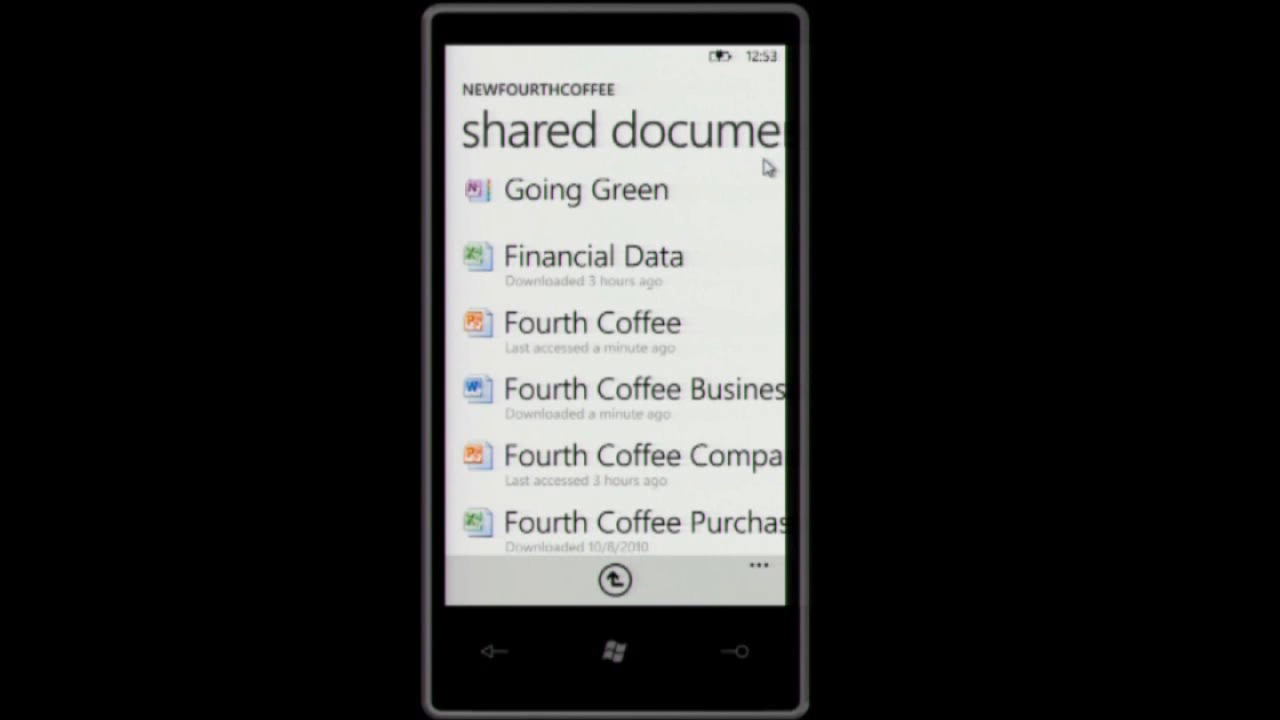 12:53
NEWFOURTHCOFFEE
shared documen
Going Green
Financial Data
Downloaded 3 hours ago
Fourth Coffee
Last accessed a minute ago
Fourth Coffee Business
Downloaded a minute ago
Fourth Coffee Compa
Last accessed 3 hours ago
Fourth Coffee Purchas
Downloaded 10/8/2010